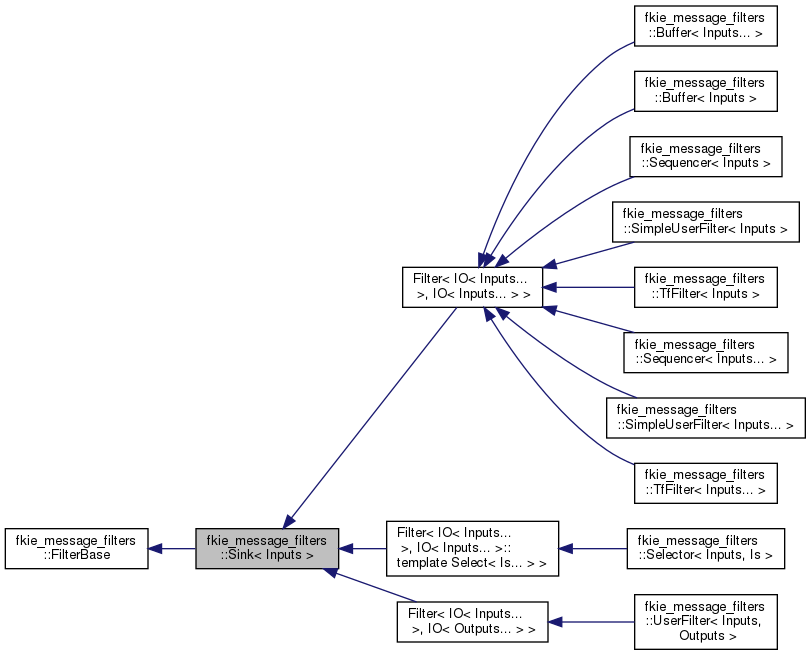 fkie_message_filters
::Buffer< Inputs... >
fkie_message_filters
::Buffer< Inputs >
fkie_message_filters
::Sequencer< Inputs >
fkie_message_filters
::SimpleUserFilter< Inputs >
Filter< IO< Inputs...
>, IO< Inputs... > >
fkie_message_filters
::TfFilter< Inputs >
fkie_message_filters
::Sequencer< Inputs... >
fkie_message_filters
::SimpleUserFilter< Inputs... >
fkie_message_filters
::TfFilter< Inputs... >
fkie_message_filters
::FilterBase
fkie_message_filters
::Sink< Inputs >
Filter< IO< Inputs...
>, IO< Inputs... >::
template Select< Is... > >
fkie_message_filters
::Selector< Inputs, Is >
Filter< IO< Inputs...
>, IO< Outputs... > >
fkie_message_filters
::UserFilter< Inputs,
Outputs >